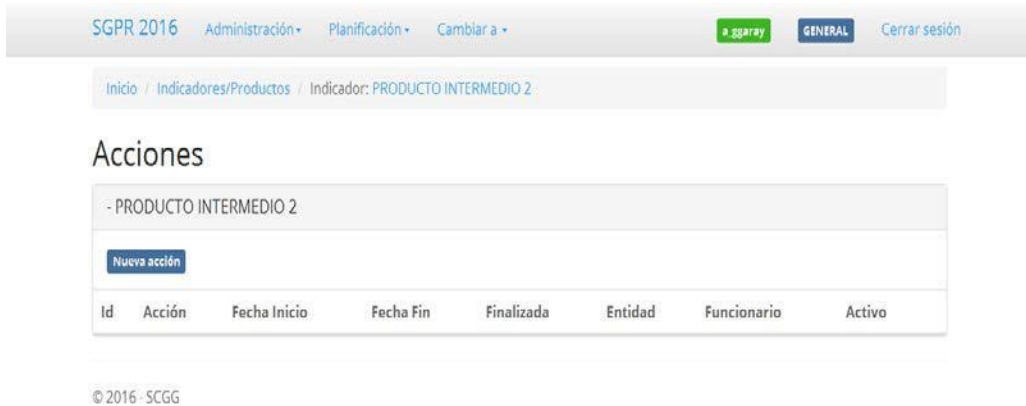 SGPR 2016 Administración Planificación Cambiar a a_ggaray GENERAL Cerrar sesión
Inicio / Indicadores/Productos / Indicador: PRODUCTO INTERMEDIO 2
Acciones
- PRODUCTO INTERMEDIO 2
Nueva acción
Id Acción Fecha Inicio Fecha Fin Finalizada Entidad Funcionario Activo
© 2016 - SCGG